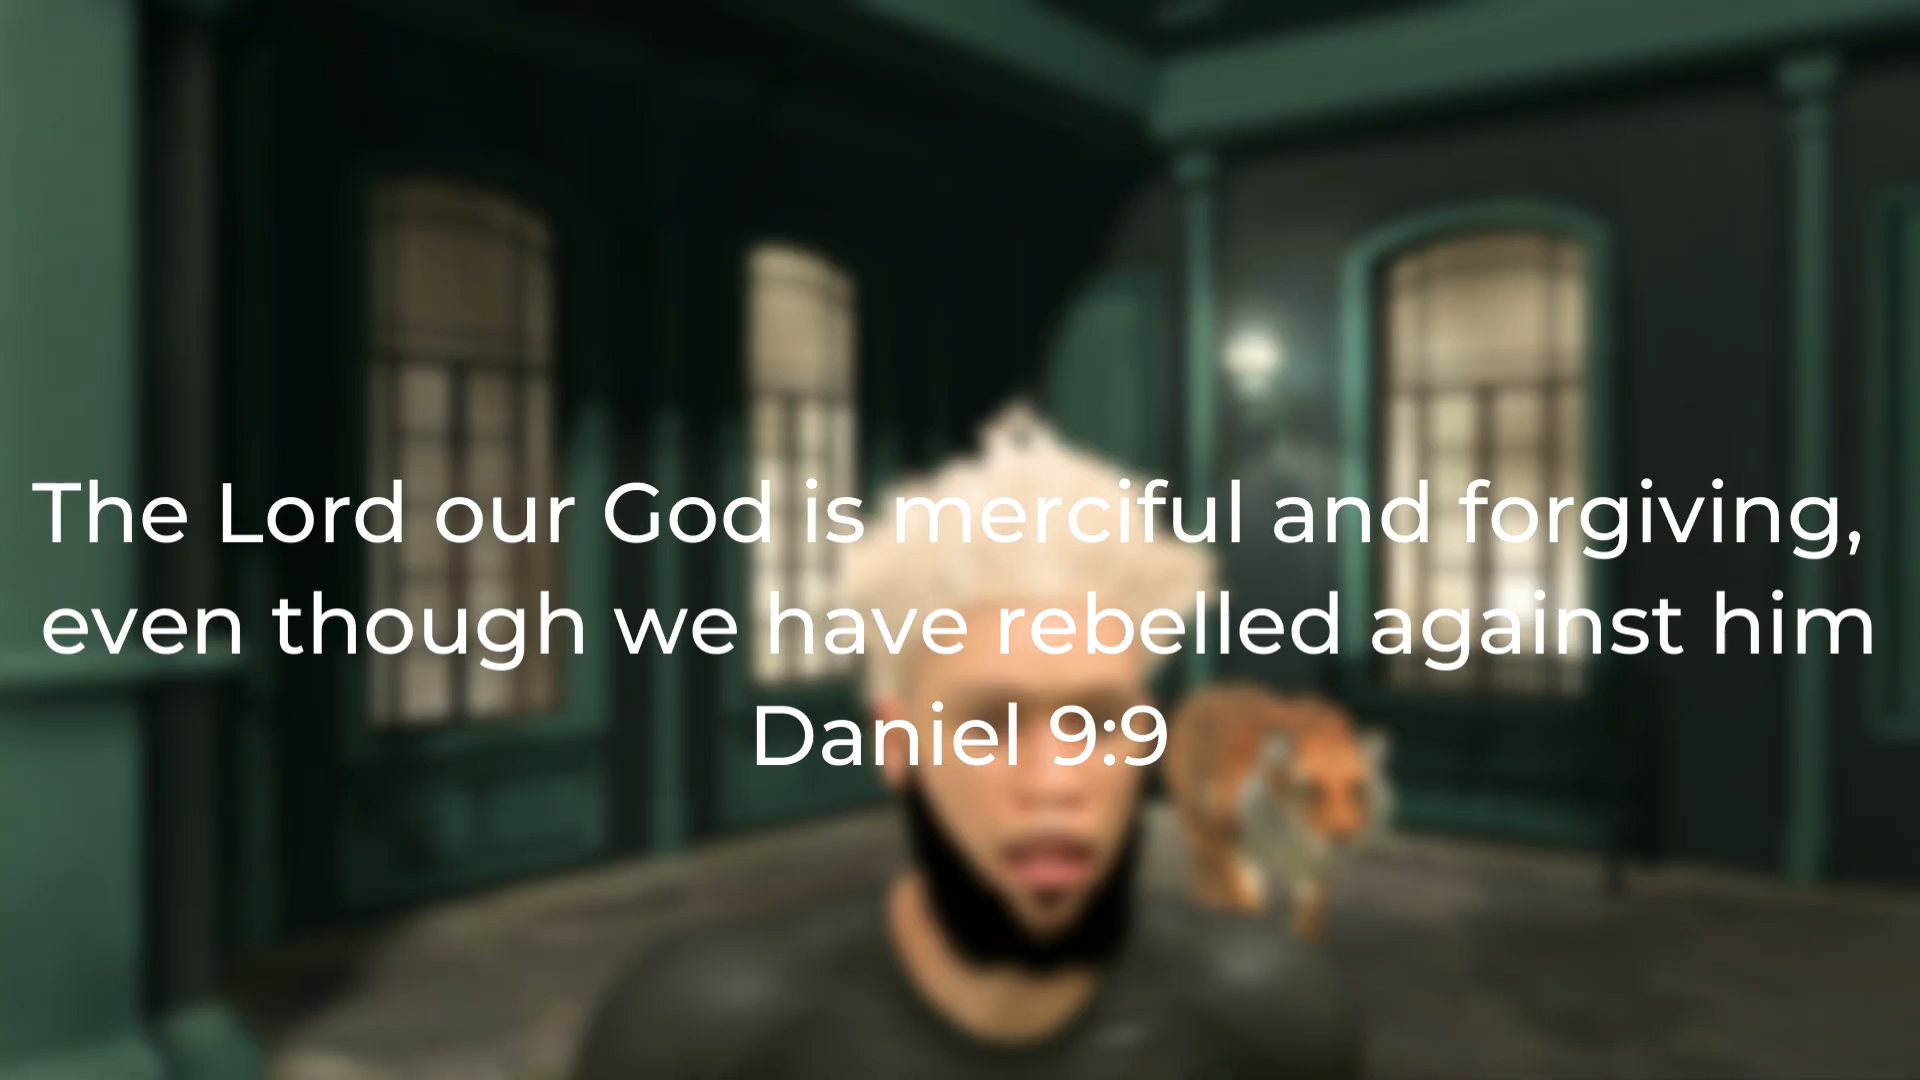 The Lord our God is merciful and forgiving,
even though we have rebelled against him
Daniel 9:9